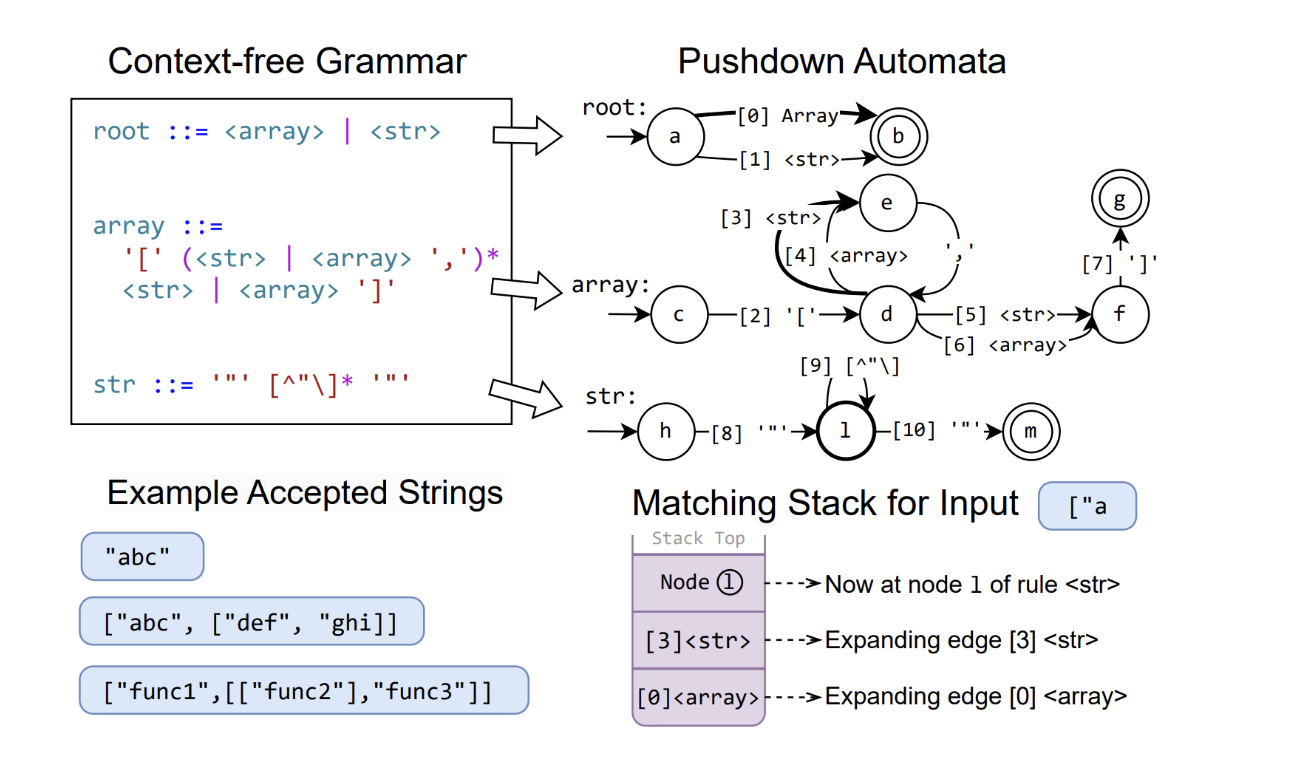 Context-free Grammar
root ::= <array> | <str>
array ::=
'[' (<str> | <array> ',')*
<str> | <array> ']'
str ::= '"' [^"\]* '"'
Pushdown Automata
root:
a
[0] Array
[1] <str>
b
array:
c
[2] '['
d
[3] <str>
[4] <array>
e
','
[5] <str>
[6] <array>
f
[7] ']'
g
str:
h
[8] '"'
[9] [^"\]
l
[10] '"'
m
Example Accepted Strings
"abc"
["abc", ["def", "ghi]]
["func1",[["func2"],"func3"]]
Matching Stack for Input
["a
Stack Top
Node l
Now at node l of rule <str>
[3]<str>
Expanding edge [3] <str>
[0]<array>
Expanding edge [0] <array>